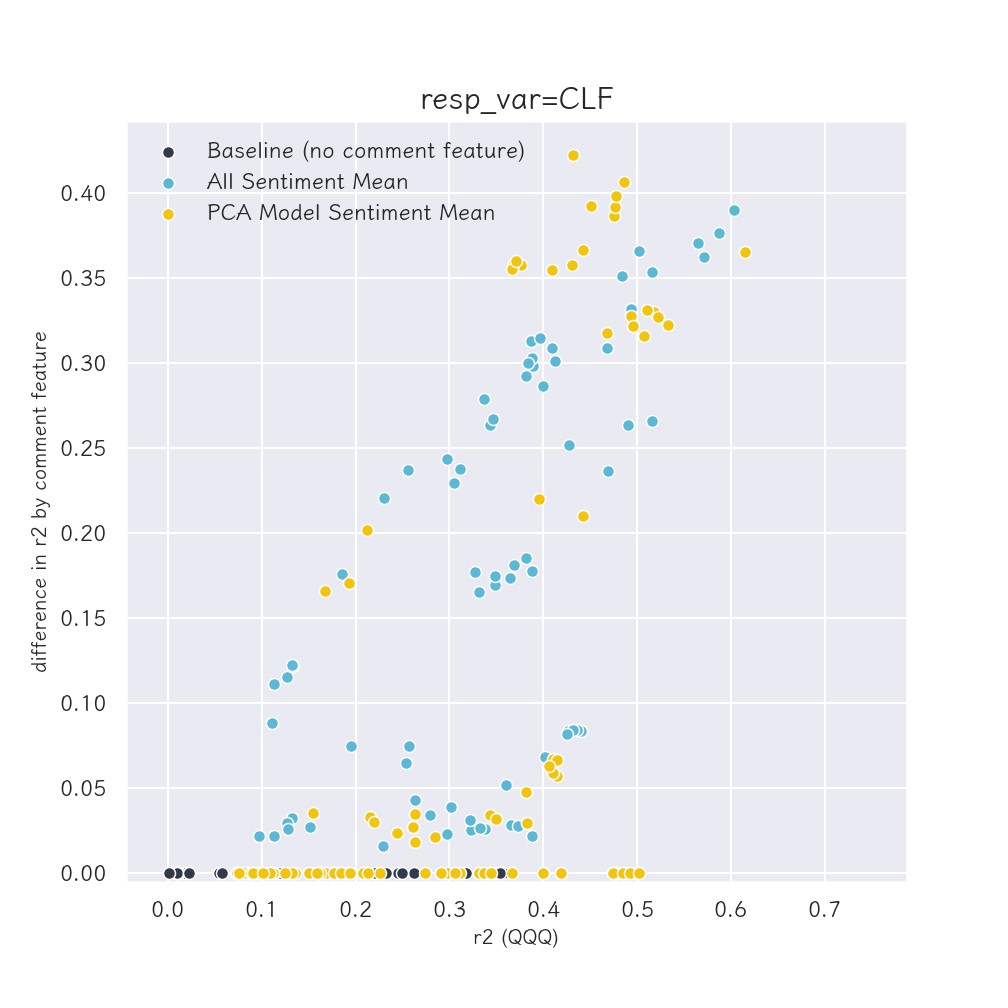 resp_var=CLF
Baseline (no comment feature)
All Sentiment Mean
PCA Model Sentiment Mean
difference in r2 by comment feature
0.40
0.35
0.30
0.25
0.20
0.15
0.10
0.05
0.00
0.0 0.1 0.2 0.3 0.4 0.5 0.6 0.7
r2 (QQQ)